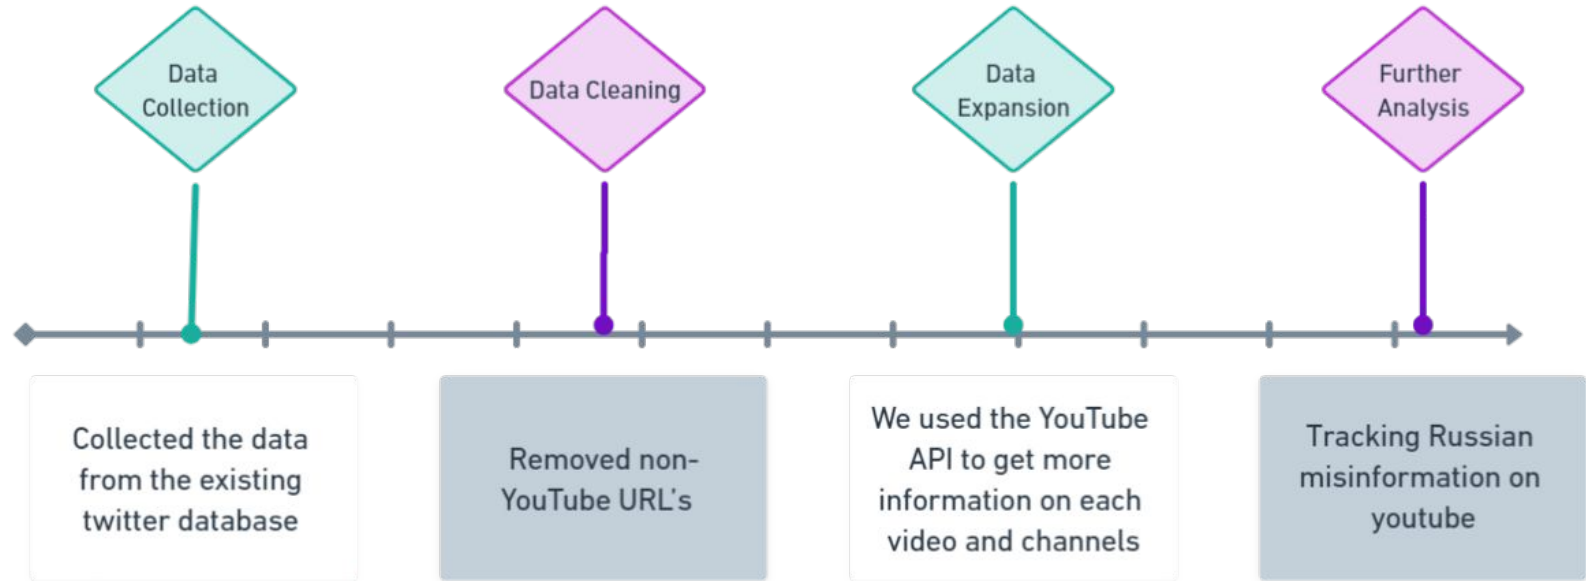 Data
Collection
Data Cleaning
Data
Expansion
Further
Analysis
Collected the data
from the existing
twitter database
Removed non-
YouTube URL's
We used the YouTube
API to get more
information on each
video and channels
Tracking Russian
misinformation on
youtube